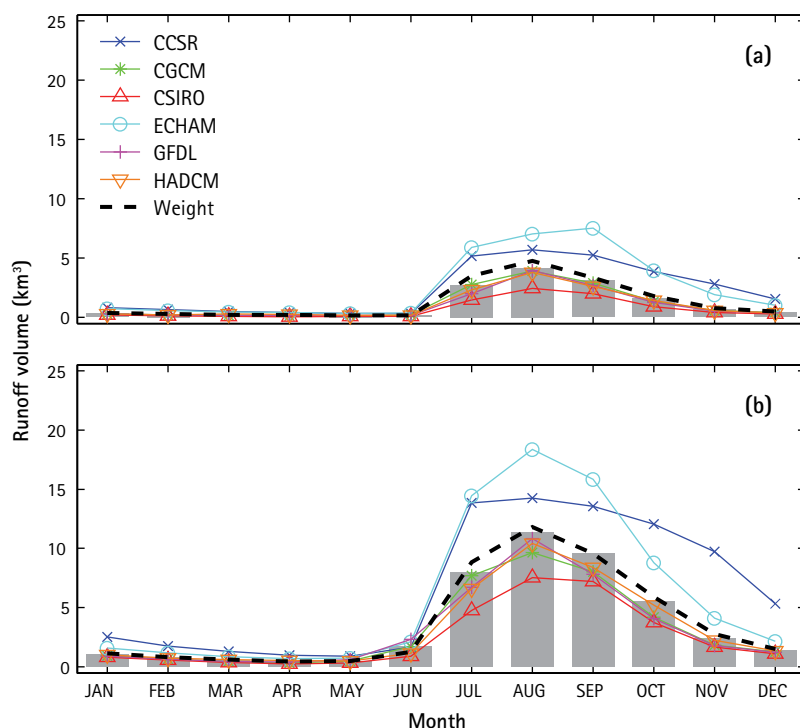 25
20
15
10
5
0
CCSR
CGCM
CSIRO
ECHAM
GFDL
HADCM
Weight
(a)
Runoff volume (km³)
25
20
15
10
5
0
(b)
JAN FEB MAR APR MAY JUN JUL AUG SEP OCT NOV DEC
Month